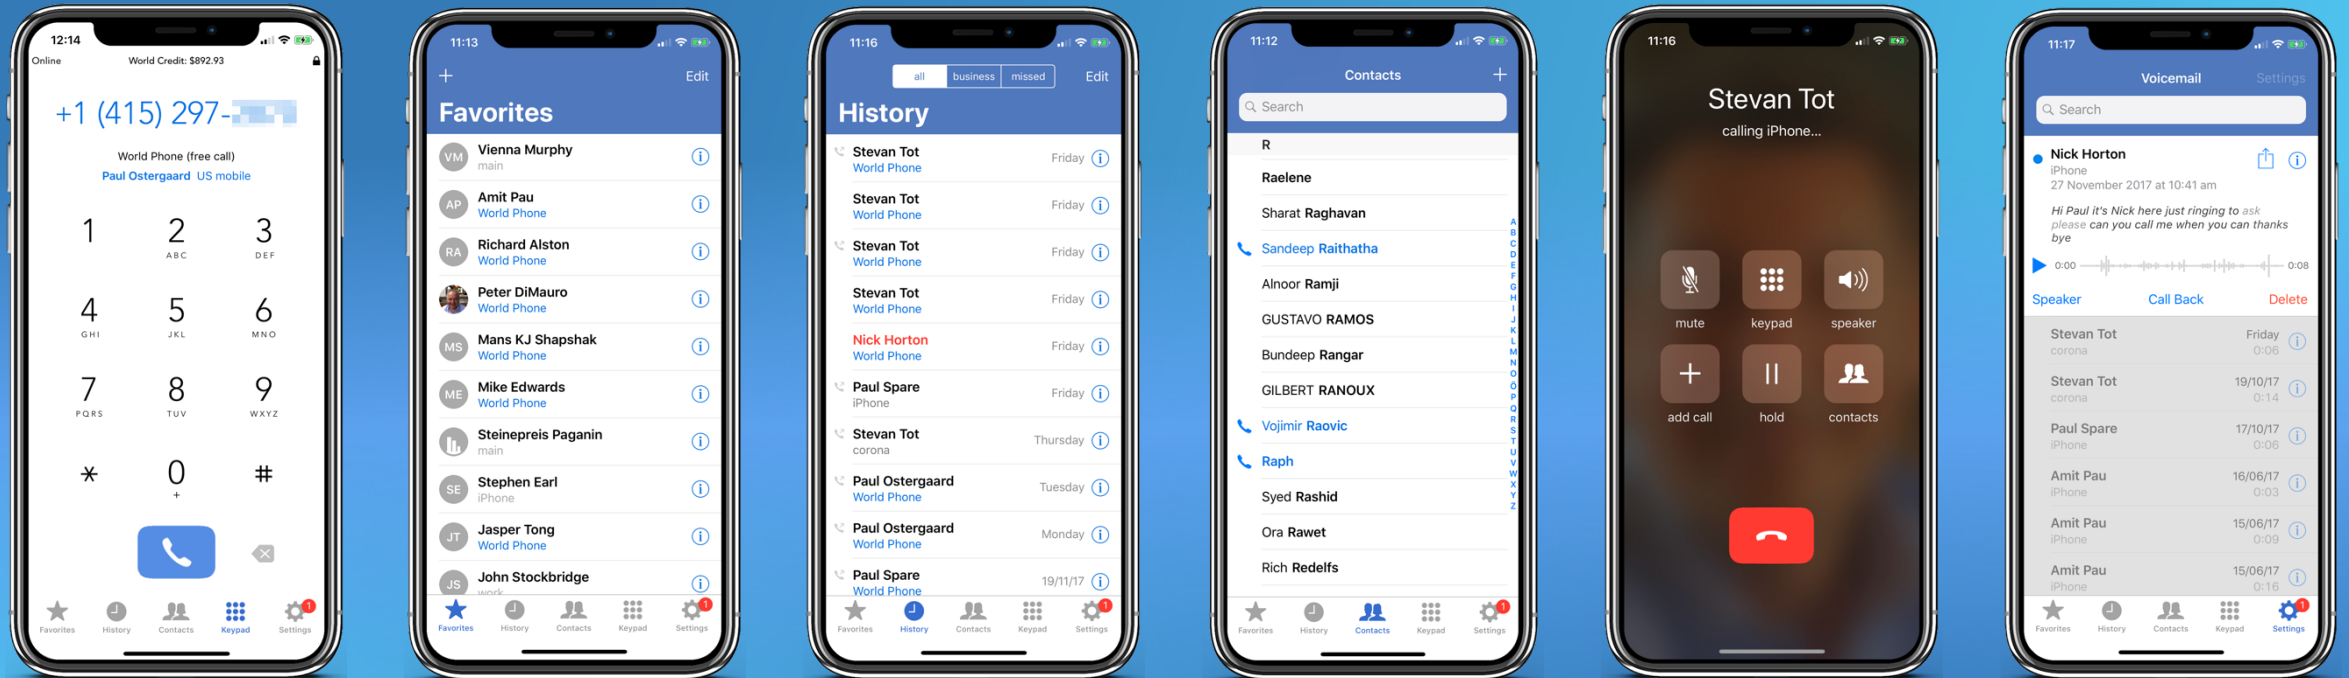 12:14
Online World Credit: $892.93
+1 (415) 297-
World Phone (free call)
Paul Ostergaard US mobile
1 2 3
ABC DEF
4 5 6
GHI JKL MNO
7 8 9
PQRS TUV WXYZ
* 0 #
+
1
Favorites History Contacts Keypad Settings
11:13
+ Edit
Favorites
VM Vienna Murphy
main
AP Amit Pau
World Phone
RA Richard Alston
World Phone
Peter DiMauro
World Phone
MS Mans KJ Shapshak
World Phone
ME Mike Edwards
World Phone
Steinepreis Paganin
main
SE Stephen Earl
iPhone
JT Jasper Tong
World Phone
JS John Stockbridge
work
1
Favorites History Contacts Keypad Settings
11:16
all business missed Edit
History
Stevan Tot Friday
World Phone
Stevan Tot Friday
World Phone
Stevan Tot Friday
World Phone
Stevan Tot Friday
World Phone
Nick Horton Friday
World Phone
Paul Spare Friday
iPhone
Stevan Tot Thursday
corona
Paul Ostergaard Tuesday
World Phone
Paul Ostergaard Monday
World Phone
Paul Spare 19/11/17
World Phone
1
Favorites History Contacts Keypad Settings
11:12
Contacts +
Search
R
Raelene
Sharat Raghavan
Sandeep Raithatha
Alnoor Ramji
GUSTAVO RAMOS
Bundeep Rangar
GILBERT RANOUX
Vojimir Raovic
Raph
Syed Rashid
Ora Rawet
Rich Redelfs
A
B
C
D
E
F
G
H
I
J
K
L
M
N
O
Ö
P
Q
R
S
T
U
V
W
X
Y
Z
1
Favorites History Contacts Keypad Settings
11:16
Stevan Tot
calling iPhone...
mute keypad speaker
add call hold contacts
11:17
Voicemail Settings
Search
Nick Horton
iPhone
27 November 2017 at 10:41 am
Hi Paul it's Nick here just ringing to ask
please can you call me when you can thanks
bye
0:00 0:08
Speaker Call Back Delete
Stevan Tot Friday
corona 0:06
Stevan Tot 19/10/17
corona 0:14
Paul Spare 17/10/17
iPhone 0:06
Amit Pau 16/06/17
iPhone 0:03
Amit Pau 15/06/17
iPhone 0:09
Amit Pau 15/06/17
iPhone 0:16
1
Favorites History Contacts Keypad Settings